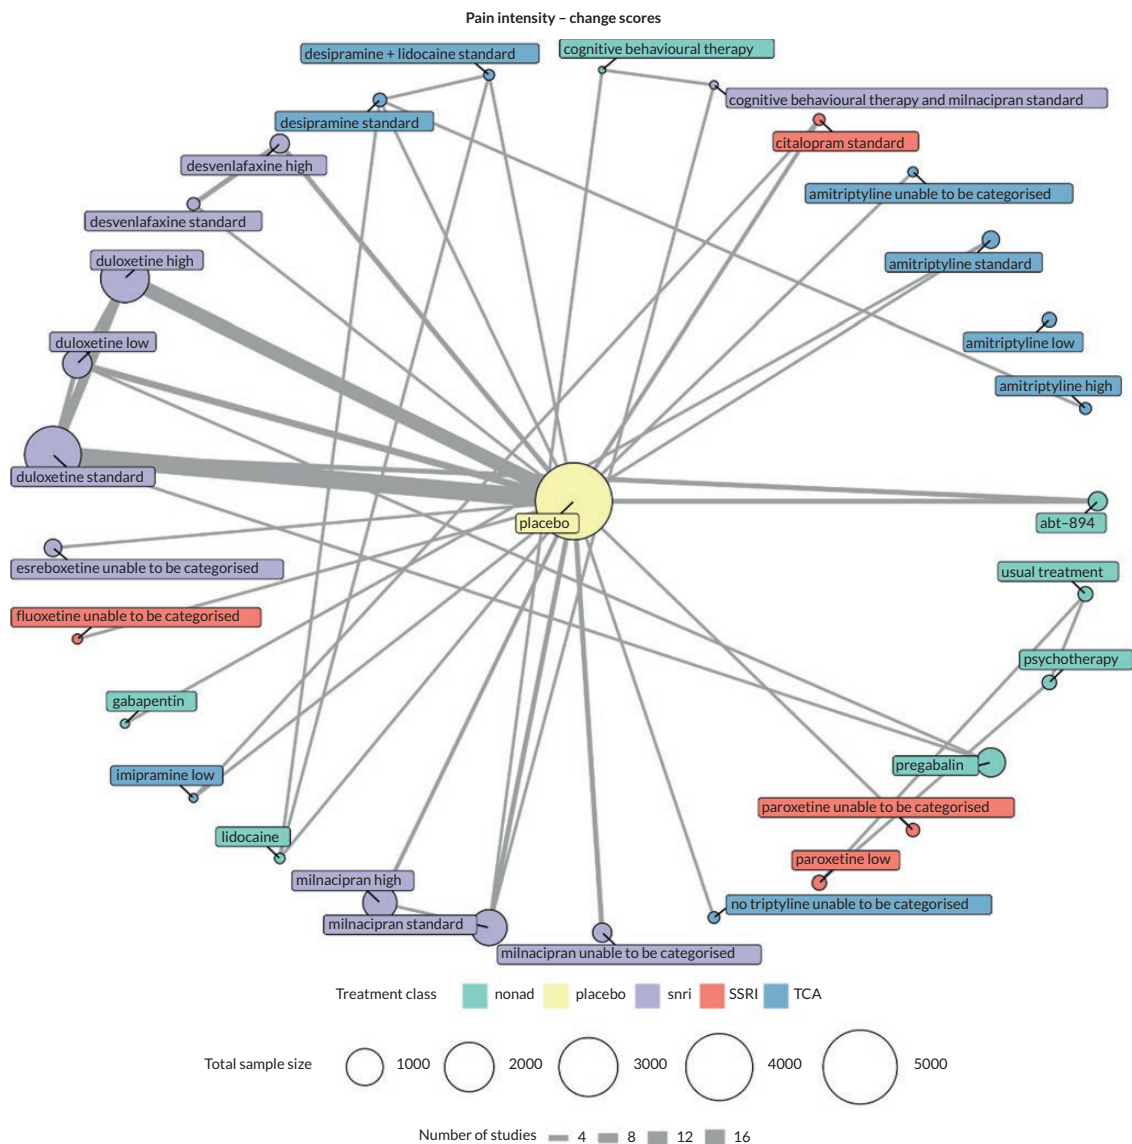 Pain intensity – change scores
desipramine + lidocaine standard
cognitive behavioural therapy
cognitive behavioural therapy and milnacipran standard
desipramine standard
citalopram standard
desvenlafaxine high
amitriptyline unable to be categorised
desvenlafaxine standard
duloxetine high
amitriptyline standard
duloxetine low
amitriptyline low
amitriptyline high
duloxetine standard
placebo
abt–894
esreboxetine unable to be categorised
usual treatment
fluoxetine unable to be categorised
psychotherapy
gabapentin
pregabalin
imipramine low
paroxetine unable to be categorised
lidocaine
paroxetine low
milnacipran high
no triptyline unable to be categorised
milnacipran standard
milnacipran unable to be categorised
Treatment class nonad placebo snri SSRI TCA
Total sample size 1000 2000 3000 4000 5000
Number of studies 4 8 12 16